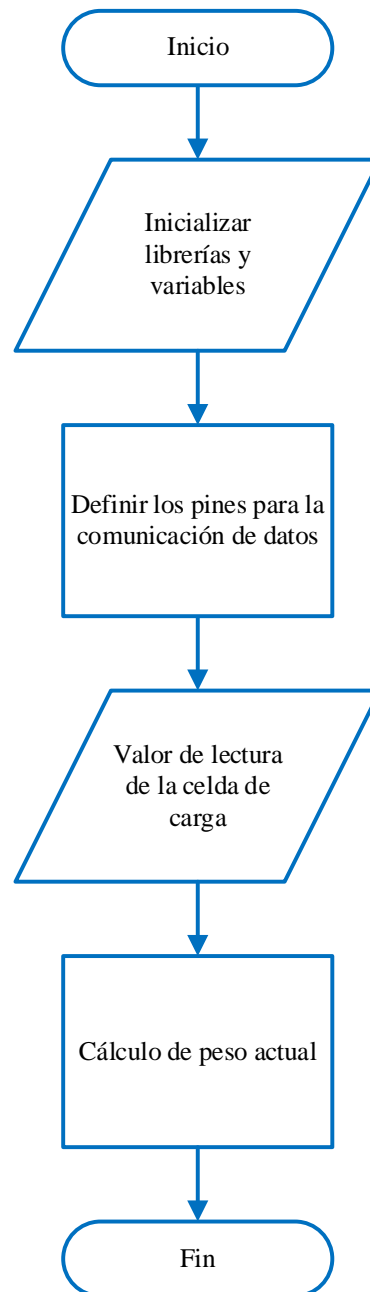 Inicio
Inicializar
librerías y
variables
Definir los pines para la
comunicación de datos
Valor de lectura
de la celda de
carga
Cálculo de peso actual
Fin